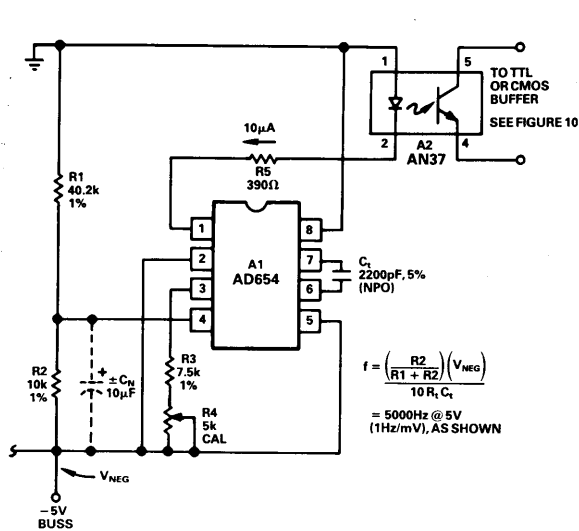 1
5
TO TTL
OR CMOS
BUFFER
SEE FIGURE 10
2
4
A2
AN37
10μA
R5
390Ω
R1
40.2k
1%
1
8
2
A1
AD654
7
Ct
2200pF, 5%
(NPO)
3
6
4
5
R2
10k
1%
+
±CN
10μF
R3
7.5k
1%
R4
5k
CAL
f = (R2 / R1 + R2) (VNEG)
10 Rt Ct
= 5000Hz @ 5V
(1Hz/mV), AS SHOWN
VNEG
−5V
BUSS